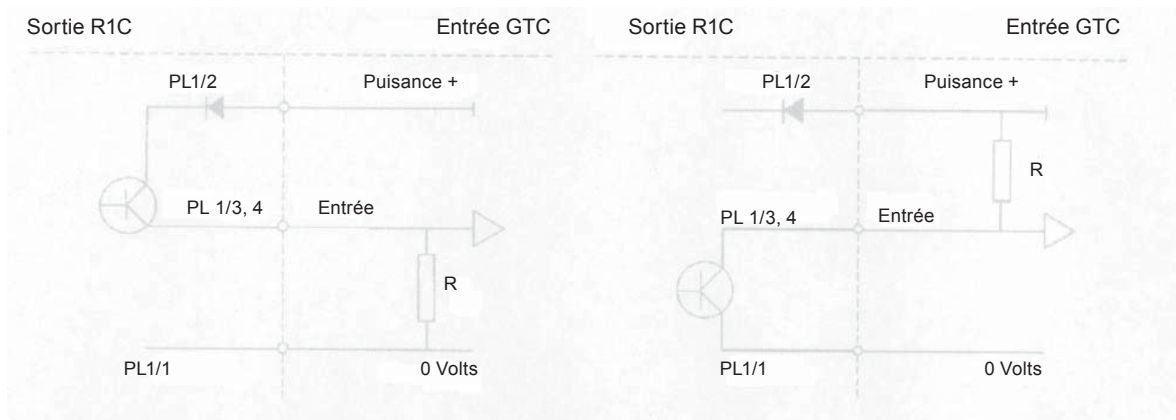 Sortie R1C
Entrée GTC
PL1/2
Puisance +
PL 1/3, 4
Entrée
R
PL1/1
0 Volts
Sortie R1C
Entrée GTC
PL1/2
Puisance +
R
PL 1/3, 4
Entrée
PL1/1
0 Volts